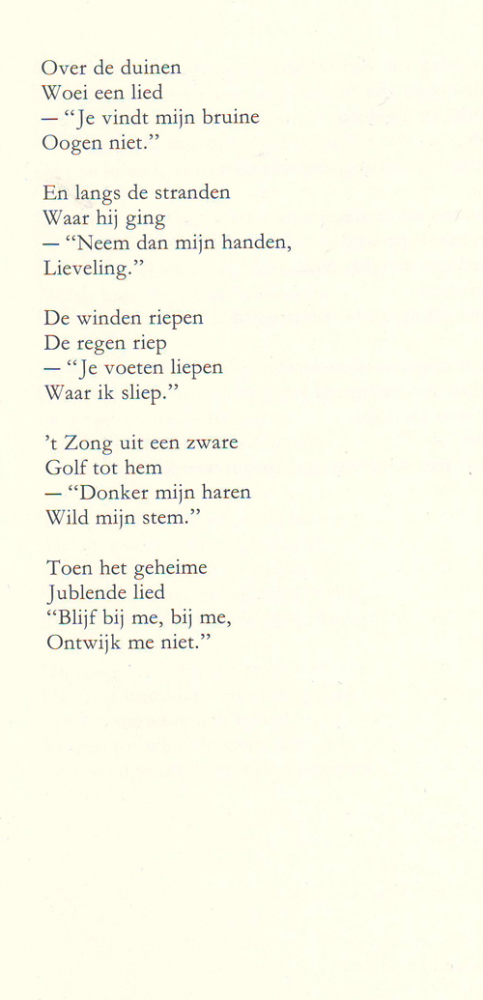 Over de duinen
Woei een lied
— “Je vindt mijn bruine
Oogen niet.”
En langs de stranden
Waar hij ging
— “Neem dan mijn handen,
Lieveling.”
De winden riepen
De regen riep
— “Je voeten liepen
Waar ik sliep.”
’t Zong uit een zware
Golf tot hem
— “Donker mijn haren
Wild mijn stem.”
Toen het geheime
Jublende lied
“Blijf bij me, bij me,
Ontwijk me niet.”